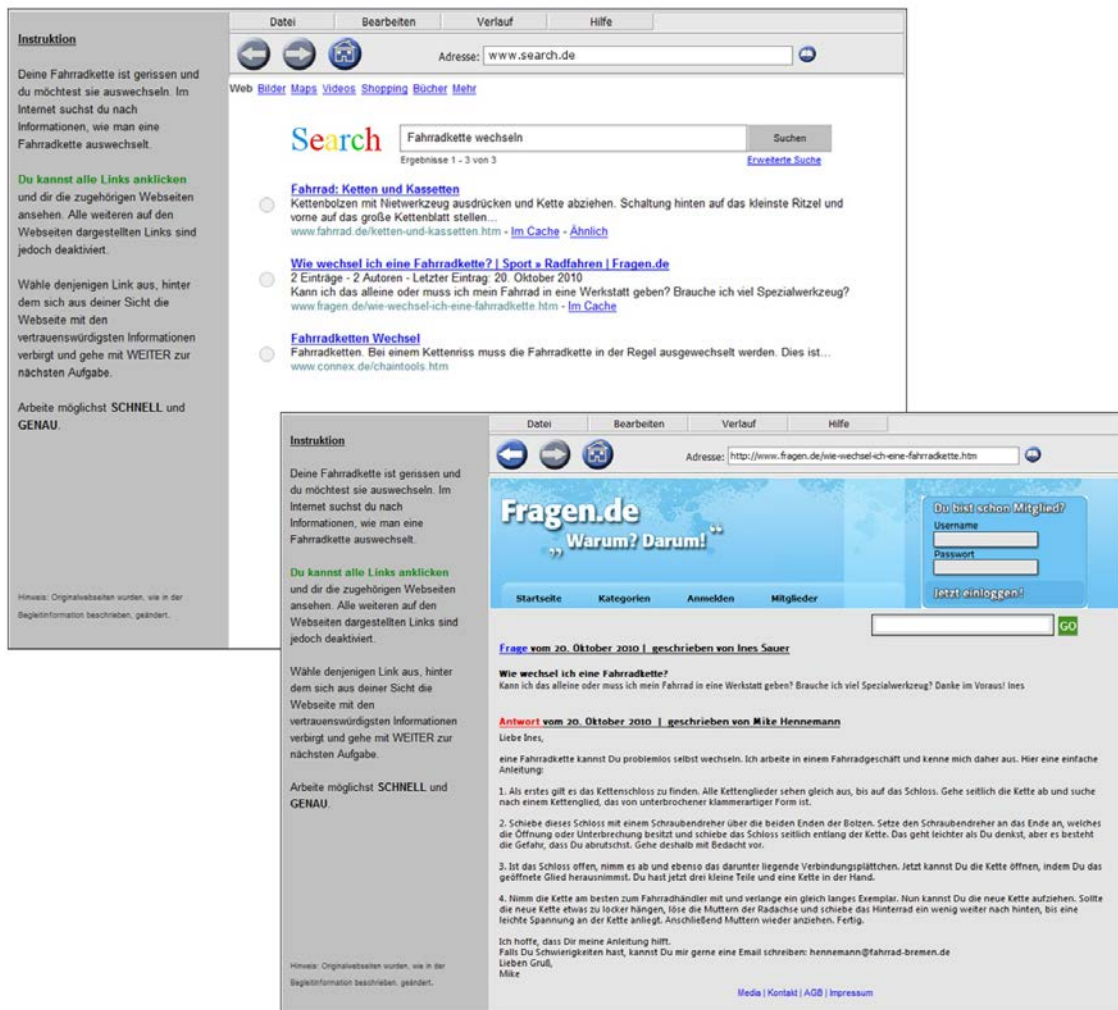 Instruktion
Deine Fahrradkette ist gerissen und
du möchtest sie auswechseln. Im
Internet suchst du nach
Informationen, wie man eine
Fahrradkette auswechselt.
Du kannst alle Links anklicken
und dir die zugehörigen Webseiten
ansehen. Alle weiteren auf den
Webseiten dargestellten Links sind
jedoch deaktiviert.
Wähle denjenigen Link aus, hinter
dem sich aus deiner Sicht die
Webseite mit den
vertrauenswürdigsten Informationen
verbirgt und gehe mit WEITER zur
nächsten Aufgabe.
Arbeite möglichst SCHNELL und
GENAU.
Hinweis: Originalwebseiten wurden, wie in der
Begleitinformation beschrieben, geändert.
Datei Bearbeiten Verlauf Hilfe
Adresse: www.search.de
Web Bilder Maps Videos Shopping Bücher Mehr
Search Fahrradkette wechseln Suchen
Ergebnisse 1 - 3 von 3 Erweiterte Suche
Fahrrad: Ketten und Kassetten
Kettenbolzen mit Nietwerkzeug ausdrücken und Kette abziehen. Schaltung hinten auf das kleinste Ritzel und
vorne auf das große Kettenblatt stellen...
www.fahrrad.de/ketten-und-kassetten.htm - Im Cache - Ähnlich
Wie wechsel ich eine Fahrradkette? | Sport » Radfahren | Fragen.de
2 Einträge - 2 Autoren - Letzter Eintrag: 20. Oktober 2010
Kann ich das alleine oder muss ich mein Fahrrad in eine Werkstatt geben? Brauche ich viel Spezialwerkzeug?
www.fragen.de/wie-wechsel-ich-eine-fahrradkette.htm - Im Cache
Fahrradketten Wechsel
Fahrradketten. Bei einem Kettenriss muss die Fahrradkette in der Regel ausgewechselt werden. Dies ist...
www.connex.de/chaintools.htm
Instruktion
Deine Fahrradkette ist gerissen und
du möchtest sie auswechseln. Im
Internet suchst du nach
Informationen, wie man eine
Fahrradkette auswechselt.
Du kannst alle Links anklicken
und dir die zugehörigen Webseiten
ansehen. Alle weiteren auf den
Webseiten dargestellten Links sind
jedoch deaktiviert.
Wähle denjenigen Link aus, hinter
dem sich aus deiner Sicht die
Webseite mit den
vertrauenswürdigsten Informationen
verbirgt und gehe mit WEITER zur
nächsten Aufgabe.
Arbeite möglichst SCHNELL und
GENAU.
Hinweis: Originalwebseiten wurden, wie in der
Begleitinformation beschrieben, geändert.
Datei Bearbeiten Verlauf Hilfe
Adresse: http://www.fragen.de/wie-wechsel-ich-eine-fahrradkette.htm
Fragen.de
„Warum? Darum!“
Du bist schon Mitglied?
Username
Passwort
Jetzt einloggen!
Startseite Kategorien Anmelden Mitglieder
GO
Frage vom 20. Oktober 2010 | geschrieben von Ines Sauer
Wie wechsel ich eine Fahrradkette?
Kann ich das alleine oder muss ich mein Fahrrad in eine Werkstatt geben? Brauche ich viel Spezialwerkzeug? Danke im Voraus! Ines
Antwort vom 20. Oktober 2010 | geschrieben von Mike Hennemann
Liebe Ines,
eine Fahrradkette kannst Du problemlos selbst wechseln. Ich arbeite in einem Fahrradgeschäft und kenne mich daher aus. Hier eine einfache
Anleitung:
1. Als erstes gilt es das Kettenschloss zu finden. Alle Kettenglieder sehen gleich aus, bis auf das Schloss. Gehe seitlich die Kette ab und suche
nach einem Kettenglied, das von unterbrochener klammerartiger Form ist.
2. Schiebe dieses Schloss mit einem Schraubendreher über die beiden Enden der Bolzen. Setze den Schraubendreher an das Ende an, welches
die Öffnung oder Unterbrechung besitzt und schiebe das Schloss seitlich entlang der Kette. Das geht leichter als Du denkst, aber es besteht
die Gefahr, dass Du abrutschst. Gehe deshalb mit Bedacht vor.
3. Ist das Schloss offen, nimm es ab und ebenso das darunter liegende Verbindungsplättchen. Jetzt kannst Du die Kette öffnen, indem Du das
geöffnete Glied herausnimmst. Du hast jetzt drei kleine Teile und eine Kette in der Hand.
4. Nimm die Kette am besten zum Fahrradhändler mit und verlange ein gleich langes Exemplar. Nun kannst Du die neue Kette aufziehen. Sollte
die neue Kette etwas zu locker hängen, löse die Muttern der Radachse und schiebe das Hinterrad ein wenig weiter nach hinten, bis eine
leichte Spannung an der Kette anliegt. Anschließend Muttern wieder anziehen. Fertig.
Ich hoffe, dass Dir meine Anleitung hilft.
Falls Du Schwierigkeiten hast, kannst Du mir gerne eine Email schreiben: hennemann@fahrrad-bremen.de
Lieben Gruß,
Mike
Media | Kontakt | AGB | Impressum